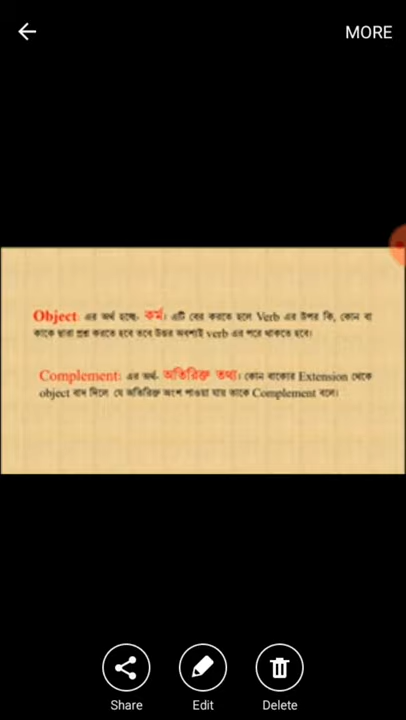 MORE
Object: এর অর্থ হচ্ছে- কর্ম। এটি বের করতে হলে Verb এর উপর কি, কোন বা
কাকে দ্বারা প্রশ্ন করতে হবে তবে উত্তর অবশ্যই verb এর পরে থাকতে হবে।
Complement: এর অর্থ- অতিরিক্ত তথ্য। কোন বাক্যের Extension থেকে
object বাদ দিলে যে অতিরিক্ত অংশ পাওয়া যায় তাকে Complement বলে।
Share Edit Delete